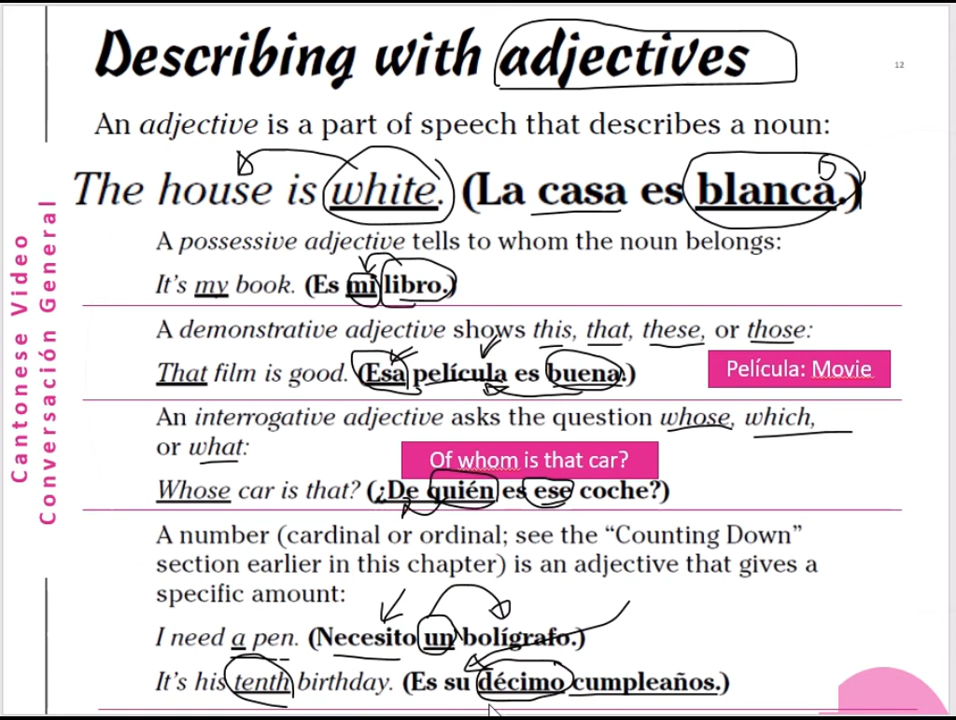 Describing with adjectives
12
An adjective is a part of speech that describes a noun:
The house is white. (La casa es blanca.)
A possessive adjective tells to whom the noun belongs:
It's my book. (Es mi libro.)
A demonstrative adjective shows this, that, these, or those:
That film is good. (Esa película es buena.)
Película: Movie
An interrogative adjective asks the question whose, which,
or what:
Of whom is that car?
Whose car is that? (¿De quién es ese coche?)
A number (cardinal or ordinal; see the “Counting Down”
section earlier in this chapter) is an adjective that gives a
specific amount:
I need a pen. (Necesito un bolígrafo.)
It's his tenth birthday. (Es su décimo cumpleaños.)
Cantonese Video
Conversación General